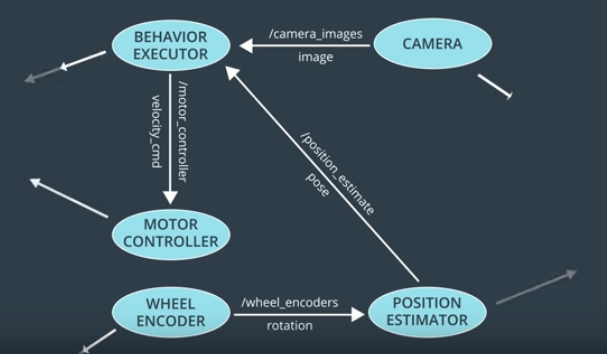 BEHAVIOR
EXECUTOR
/camera_images
image
CAMERA
/motor_controller
velocity_cmd
/position_estimate
pose
MOTOR
CONTROLLER
WHEEL
ENCODER
/wheel_encoders
rotation
POSITION
ESTIMATOR